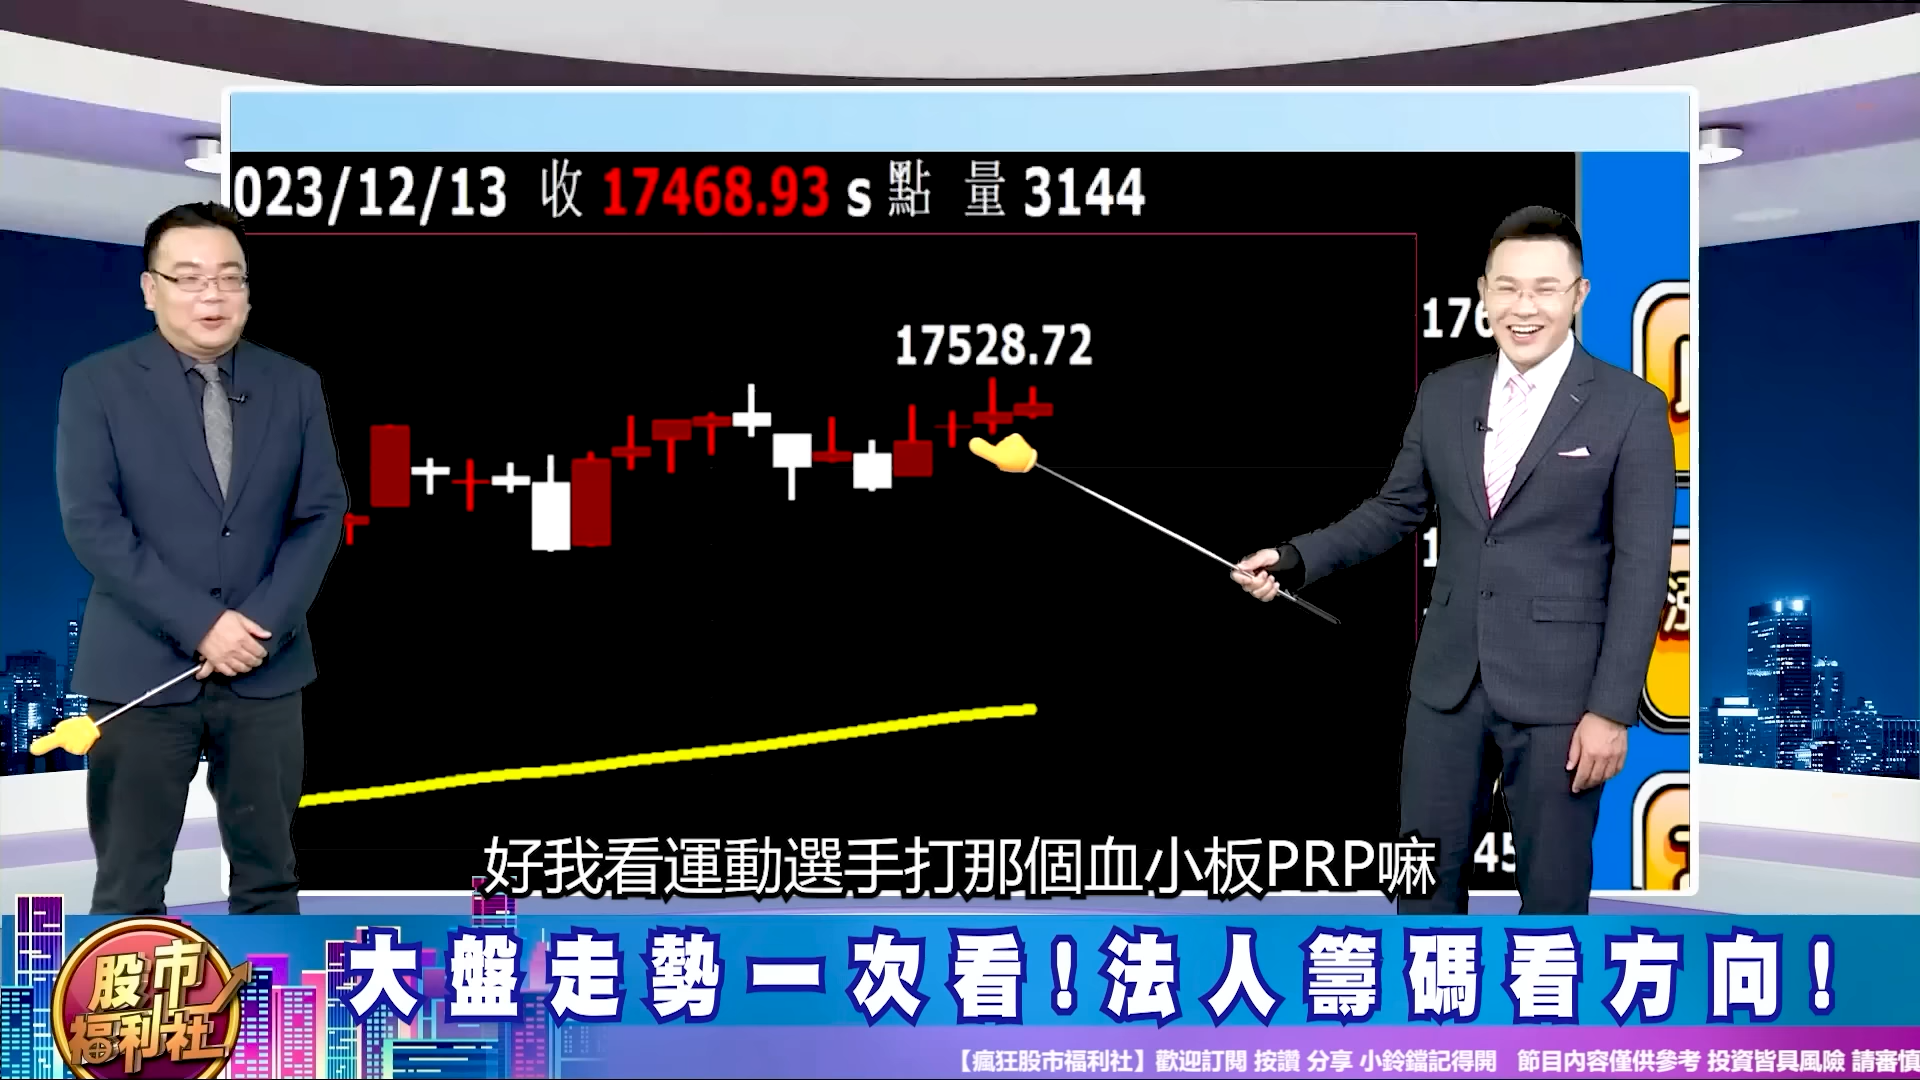 023/12/13 收 17468.93 s 點 量 3144
17528.72
好我看運動選手打那個血小板PRP嘛
45
大盤走勢一次看!法人籌碼看方向!
股市
福利社
【瘋狂股市福利社】歡迎訂閱 按讚 分享 小鈴鐺記得開 節目內容僅供參考 投資皆具風險 請審慎